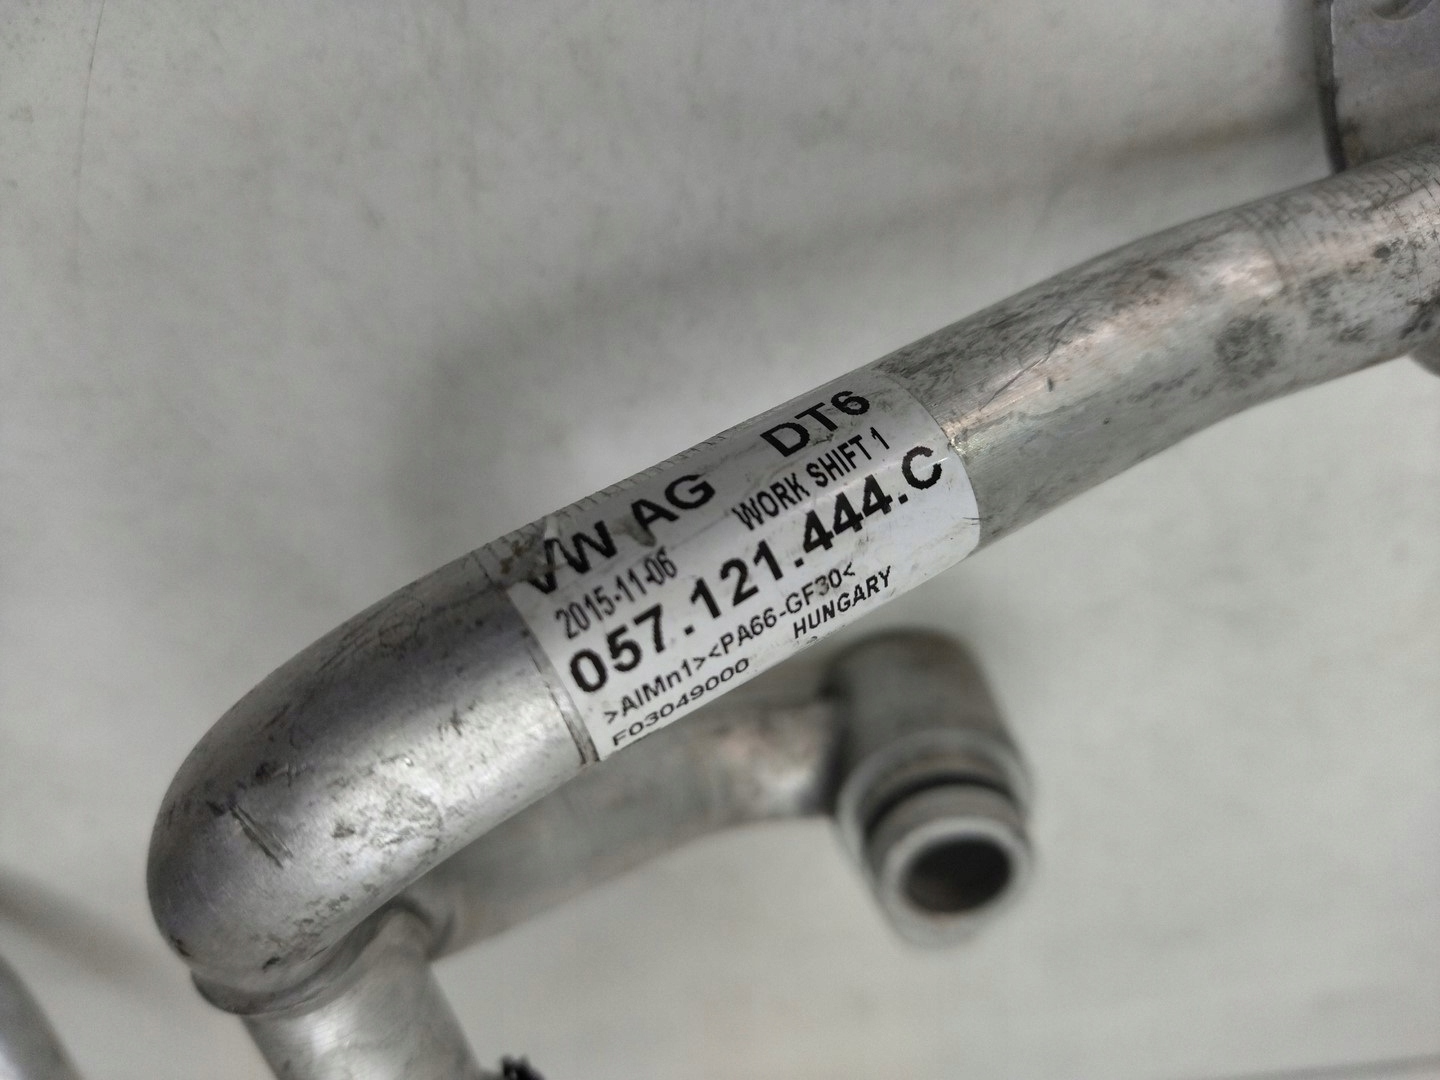 VW AG DT6
2015-11-06 WORK SHIFT 1
057.121.444.C
>AlMn1><PA66-GF30<
F03049000 HUNGARY